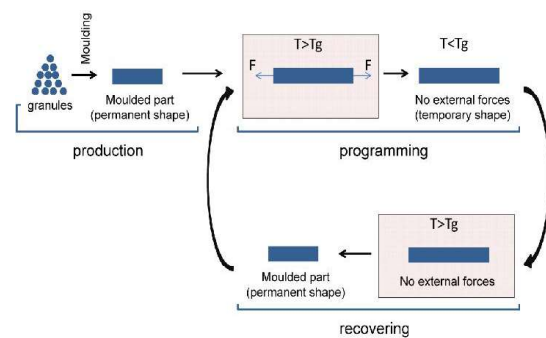 Moulding
granules
Moulded part
(permanent shape)
production
T>Tg
F
F
T<Tg
No external forces
(temporary shape)
programming
T>Tg
No external forces
Moulded part
(permanent shape)
recovering